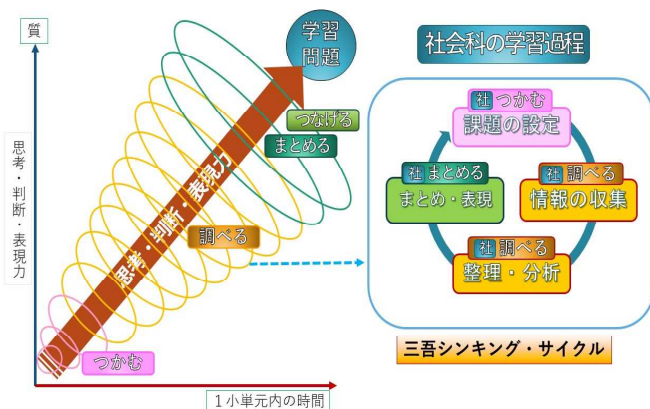 質
思考・判断・表現力
学習
問題
つなげる
まとめる
思考・判断・表現力
調べる
つかむ
1小単元内の時間
社会科の学習過程
社 つかむ
課題の設定
社 調べる
情報の収集
社 調べる
整理・分析
社 まとめる
まとめ・表現
三吾シンキング・サイクル